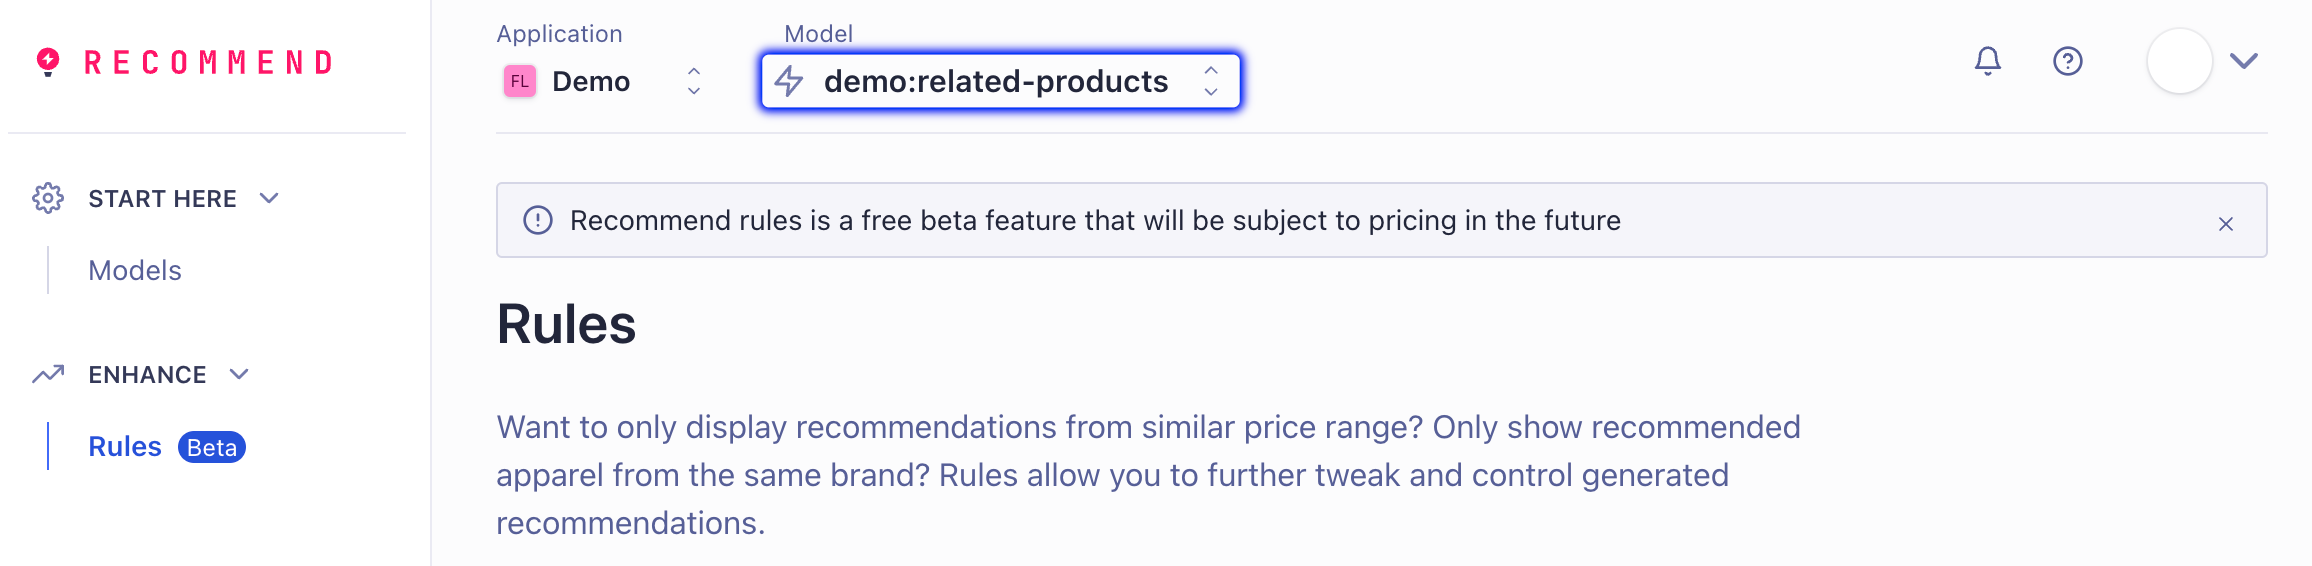 RECOMMEND
START HERE
Models
ENHANCE
Rules Beta
Application
Model
FL Demo
demo:related-products
Recommend rules is a free beta feature that will be subject to pricing in the future
Rules
Want to only display recommendations from similar price range? Only show recommended
apparel from the same brand? Rules allow you to further tweak and control generated
recommendations.